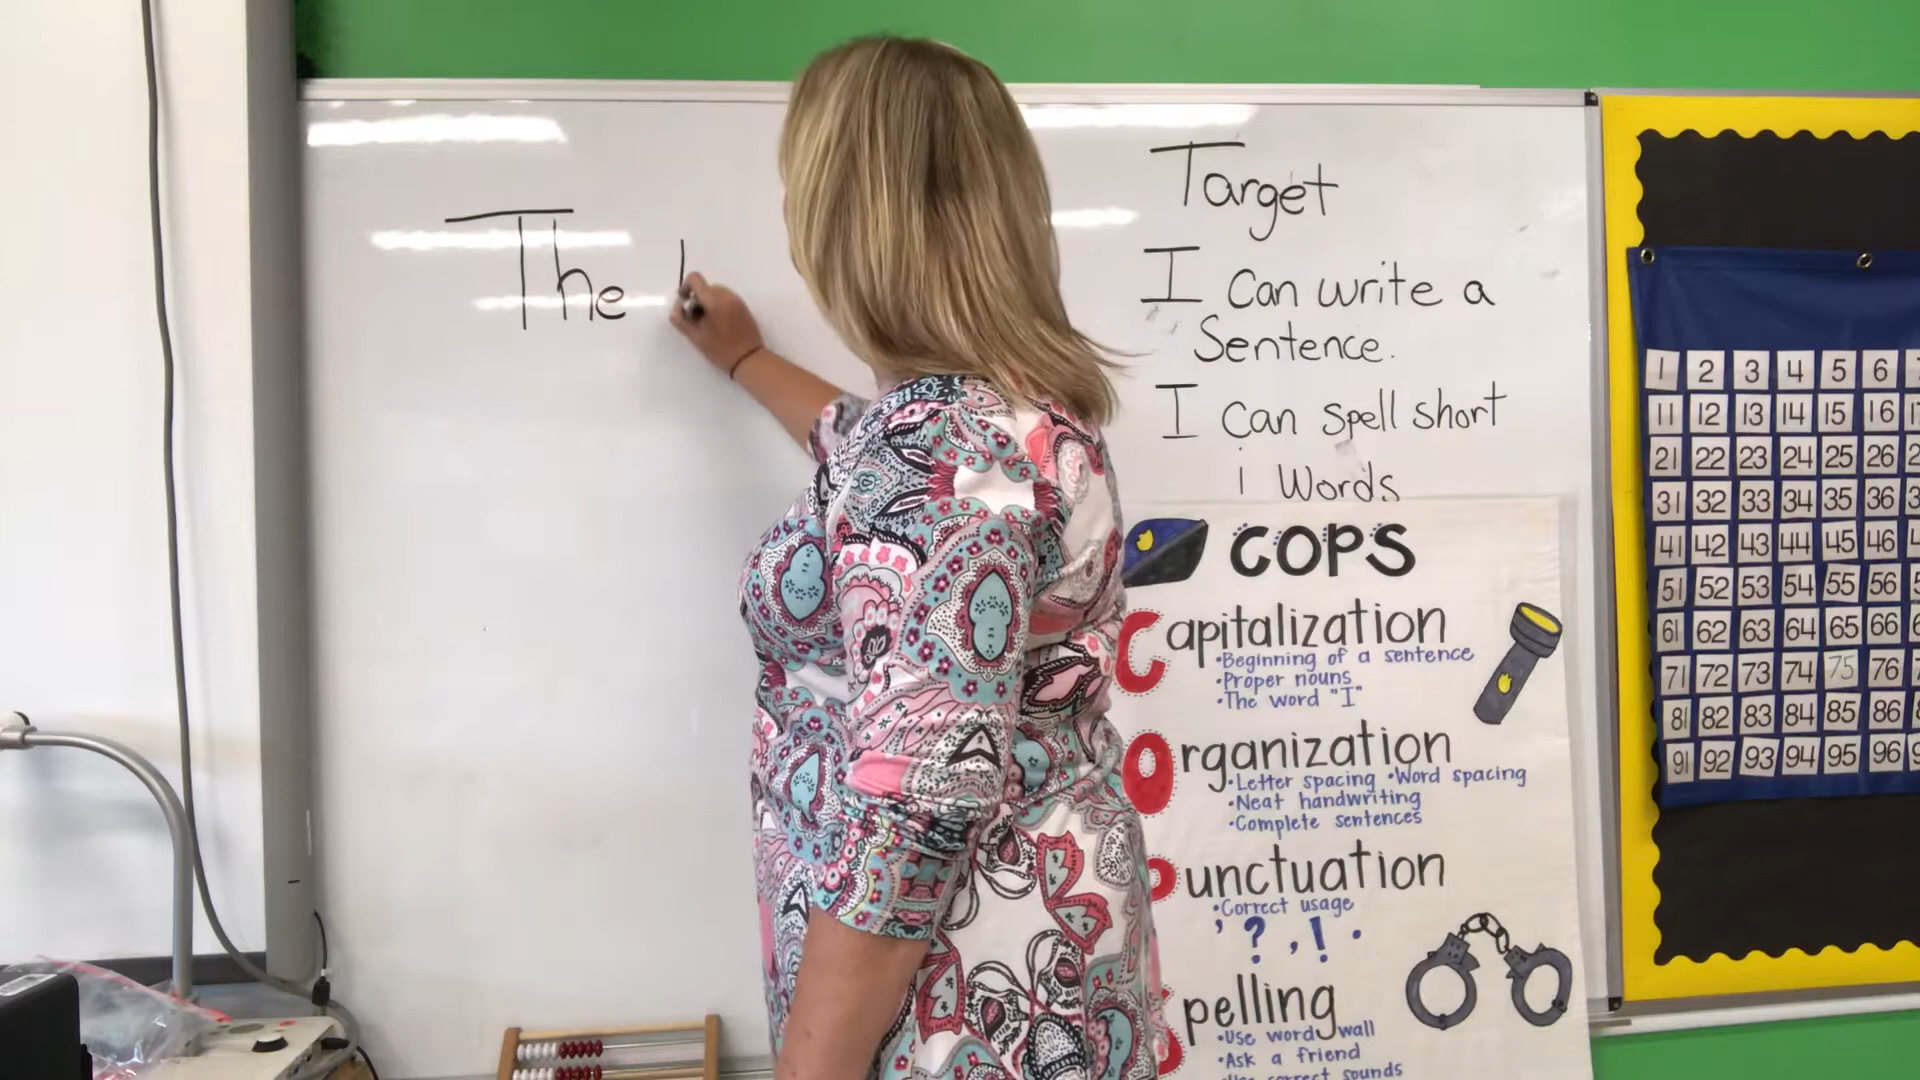 The
Target
I can write a
Sentence.
I can spell short
i words
COPS
Capitalization
•Beginning of a sentence
•Proper nouns
•The word "I"
Organization
•Letter spacing •Word spacing
•Neat handwriting
•Complete sentences
Punctuation
•Correct usage
' ? , ! .
Spelling
•Use word wall
•Ask a friend
correct sounds
1 2 3 4 5 6
11 12 13 14 15 16
21 22 23 24 25 26
31 32 33 34 35 36
41 42 43 44 45 46
51 52 53 54 55 56
61 62 63 64 65 66
71 72 73 74 75 76
81 82 83 84 85 86
91 92 93 94 95 96